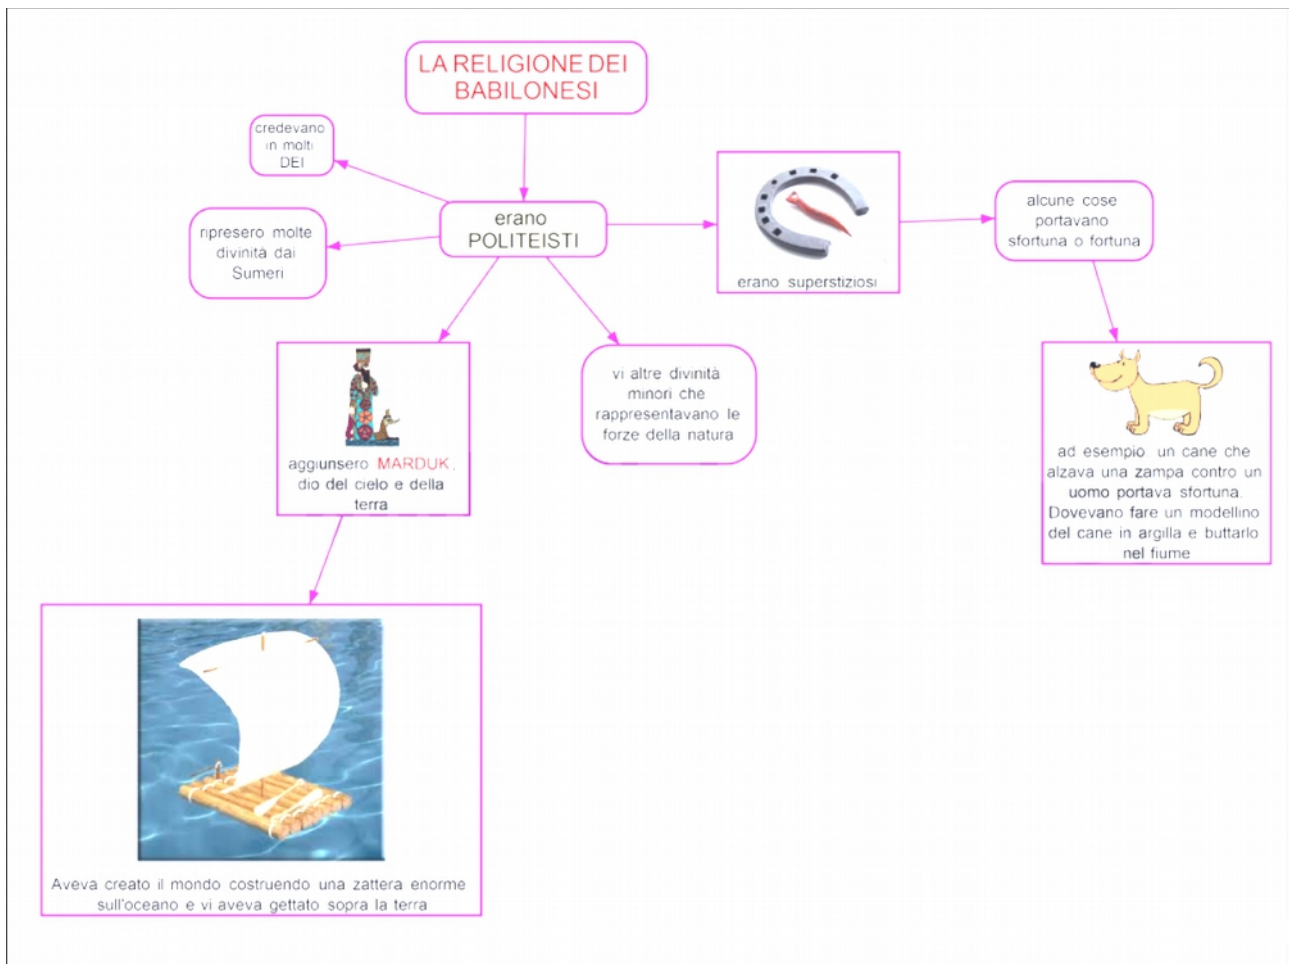 LA RELIGIONE DEI
BABILONESI
credevano
in molti
DEI
erano
POLITEISTI
ripresero molte
divinità dai
Sumeri
erano superstiziosi
alcune cose
portavano
sfortuna o fortuna
aggiunsero MARDUK,
dio del cielo e della
terra
vi altre divinità
minori che
rappresentavano le
forze della natura
ad esempio un cane che
alzava una zampa contro un
uomo portava sfortuna.
Dovevano fare un modellino
del cane in argilla e buttarlo
nel fiume
Aveva creato il mondo costruendo una zattera enorme
sull'oceano e vi aveva gettato sopra la terra